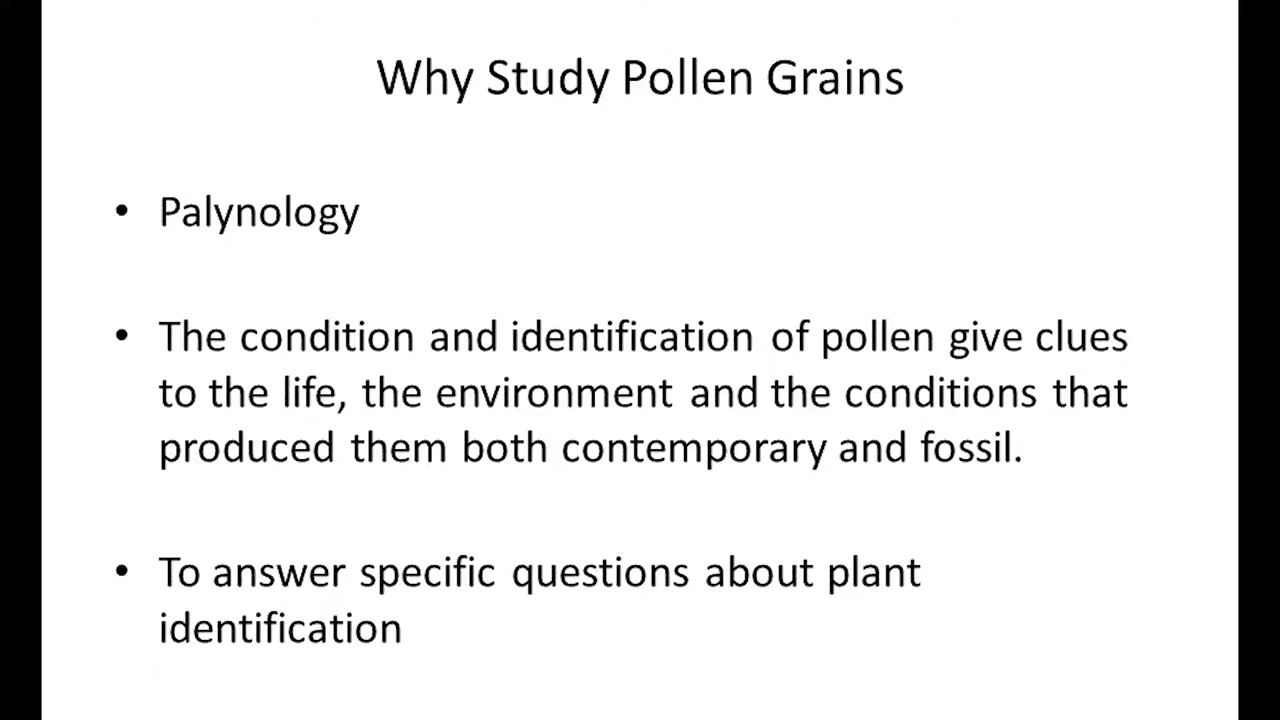 Why Study Pollen Grains
• Palynology
• The condition and identification of pollen give clues
to the life, the environment and the conditions that
produced them both contemporary and fossil.
• To answer specific questions about plant
identification